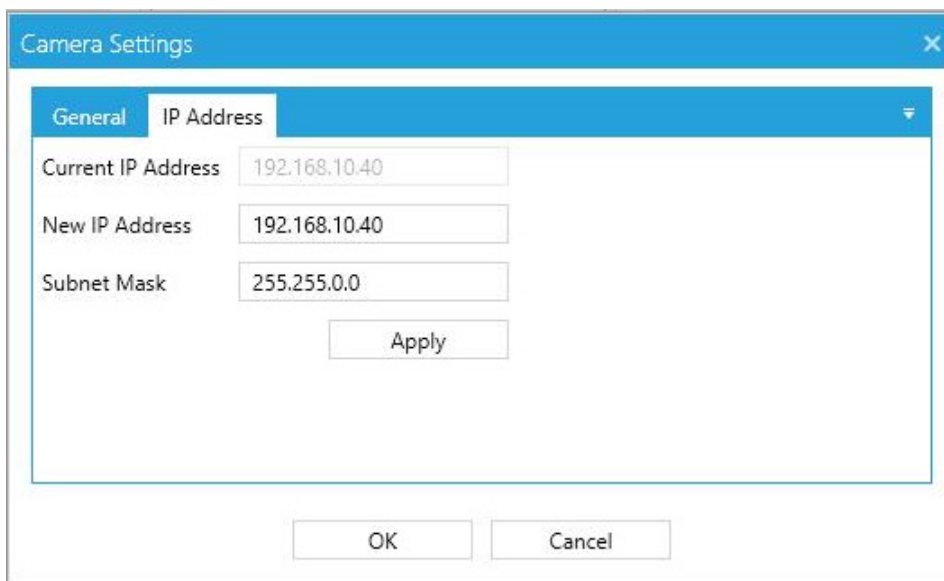 Camera Settings
General IP Address
Current IP Address 192.168.10.40
New IP Address 192.168.10.40
Subnet Mask 255.255.0.0
Apply
OK Cancel